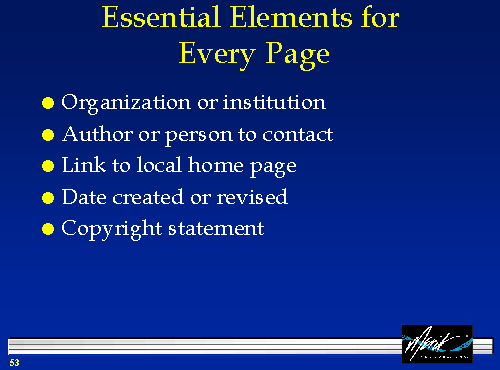 Essential Elements for
Every Page
Organization or institution
Author or person to contact
Link to local home page
Date created or revised
Copyright statement
53